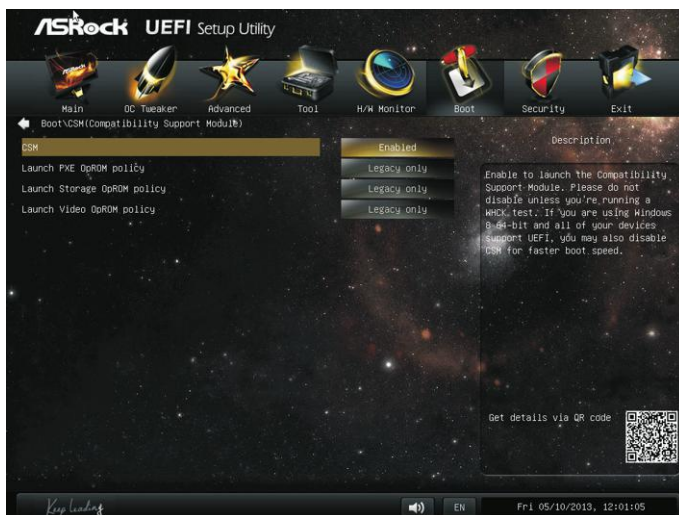 ASRock UEFI Setup Utility
Main
OC Tweaker
Advanced
Tool
H/W Monitor
Boot
Security
Exit
Boot\CSM(Compatibility Support Module)
CSM Enabled
Launch PXE OpROM policy Legacy only
Launch Storage OpROM policy Legacy only
Launch Video OpROM policy Legacy only
Description
Enable to launch the Compatibility
Support Module. Please do not
disable unless you're running a
WHCK test. If you are using Windows
8 64-bit and all of your devices
support UEFI, you may also disable
CSM for faster boot speed.
Get details via QR code
Keep Leading
EN
Fri 05/10/2013, 12:01:05